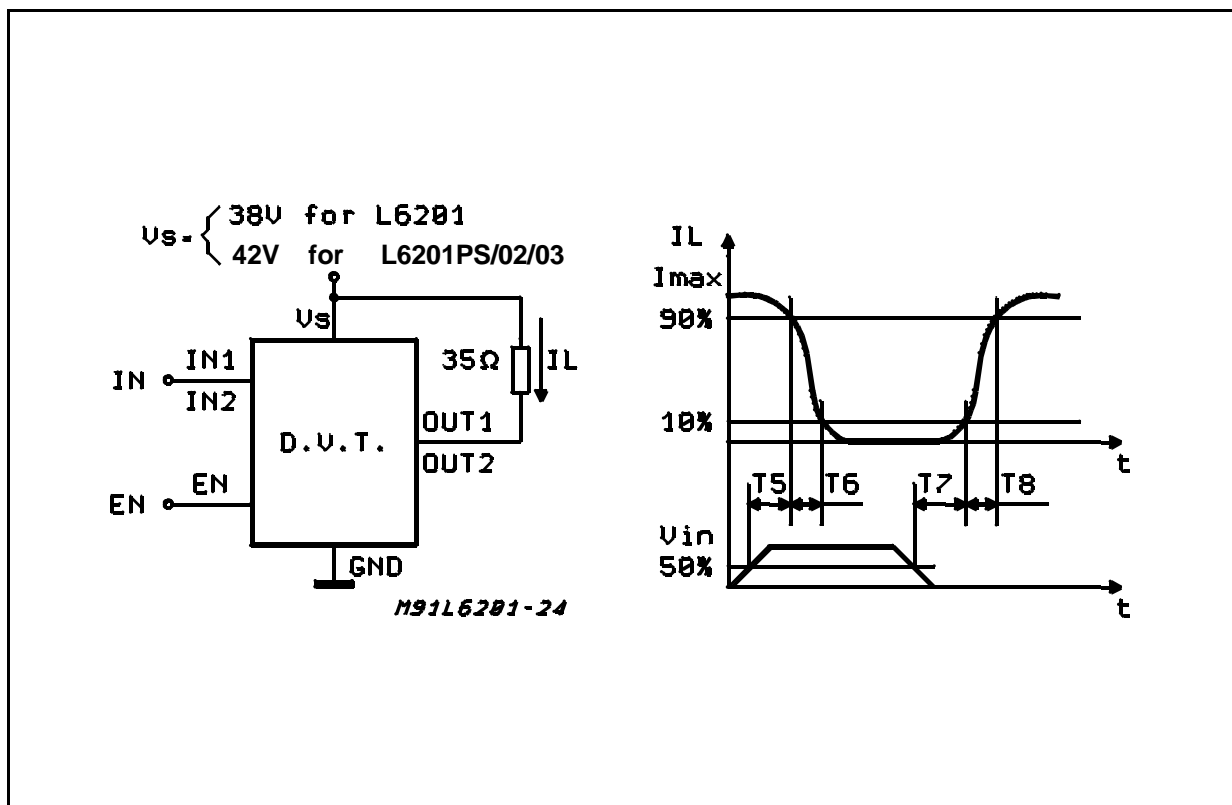 Vs= 38V for L6201
42V for L6201PS/02/03
Vs
IN IN1
IN2
35Ω IL
D.U.T.
OUT1
OUT2
EN EN
GND
M91L6201-24
IL
Imax
90%
10%
t
T5 T6 T7 T8
Vin
50%
t